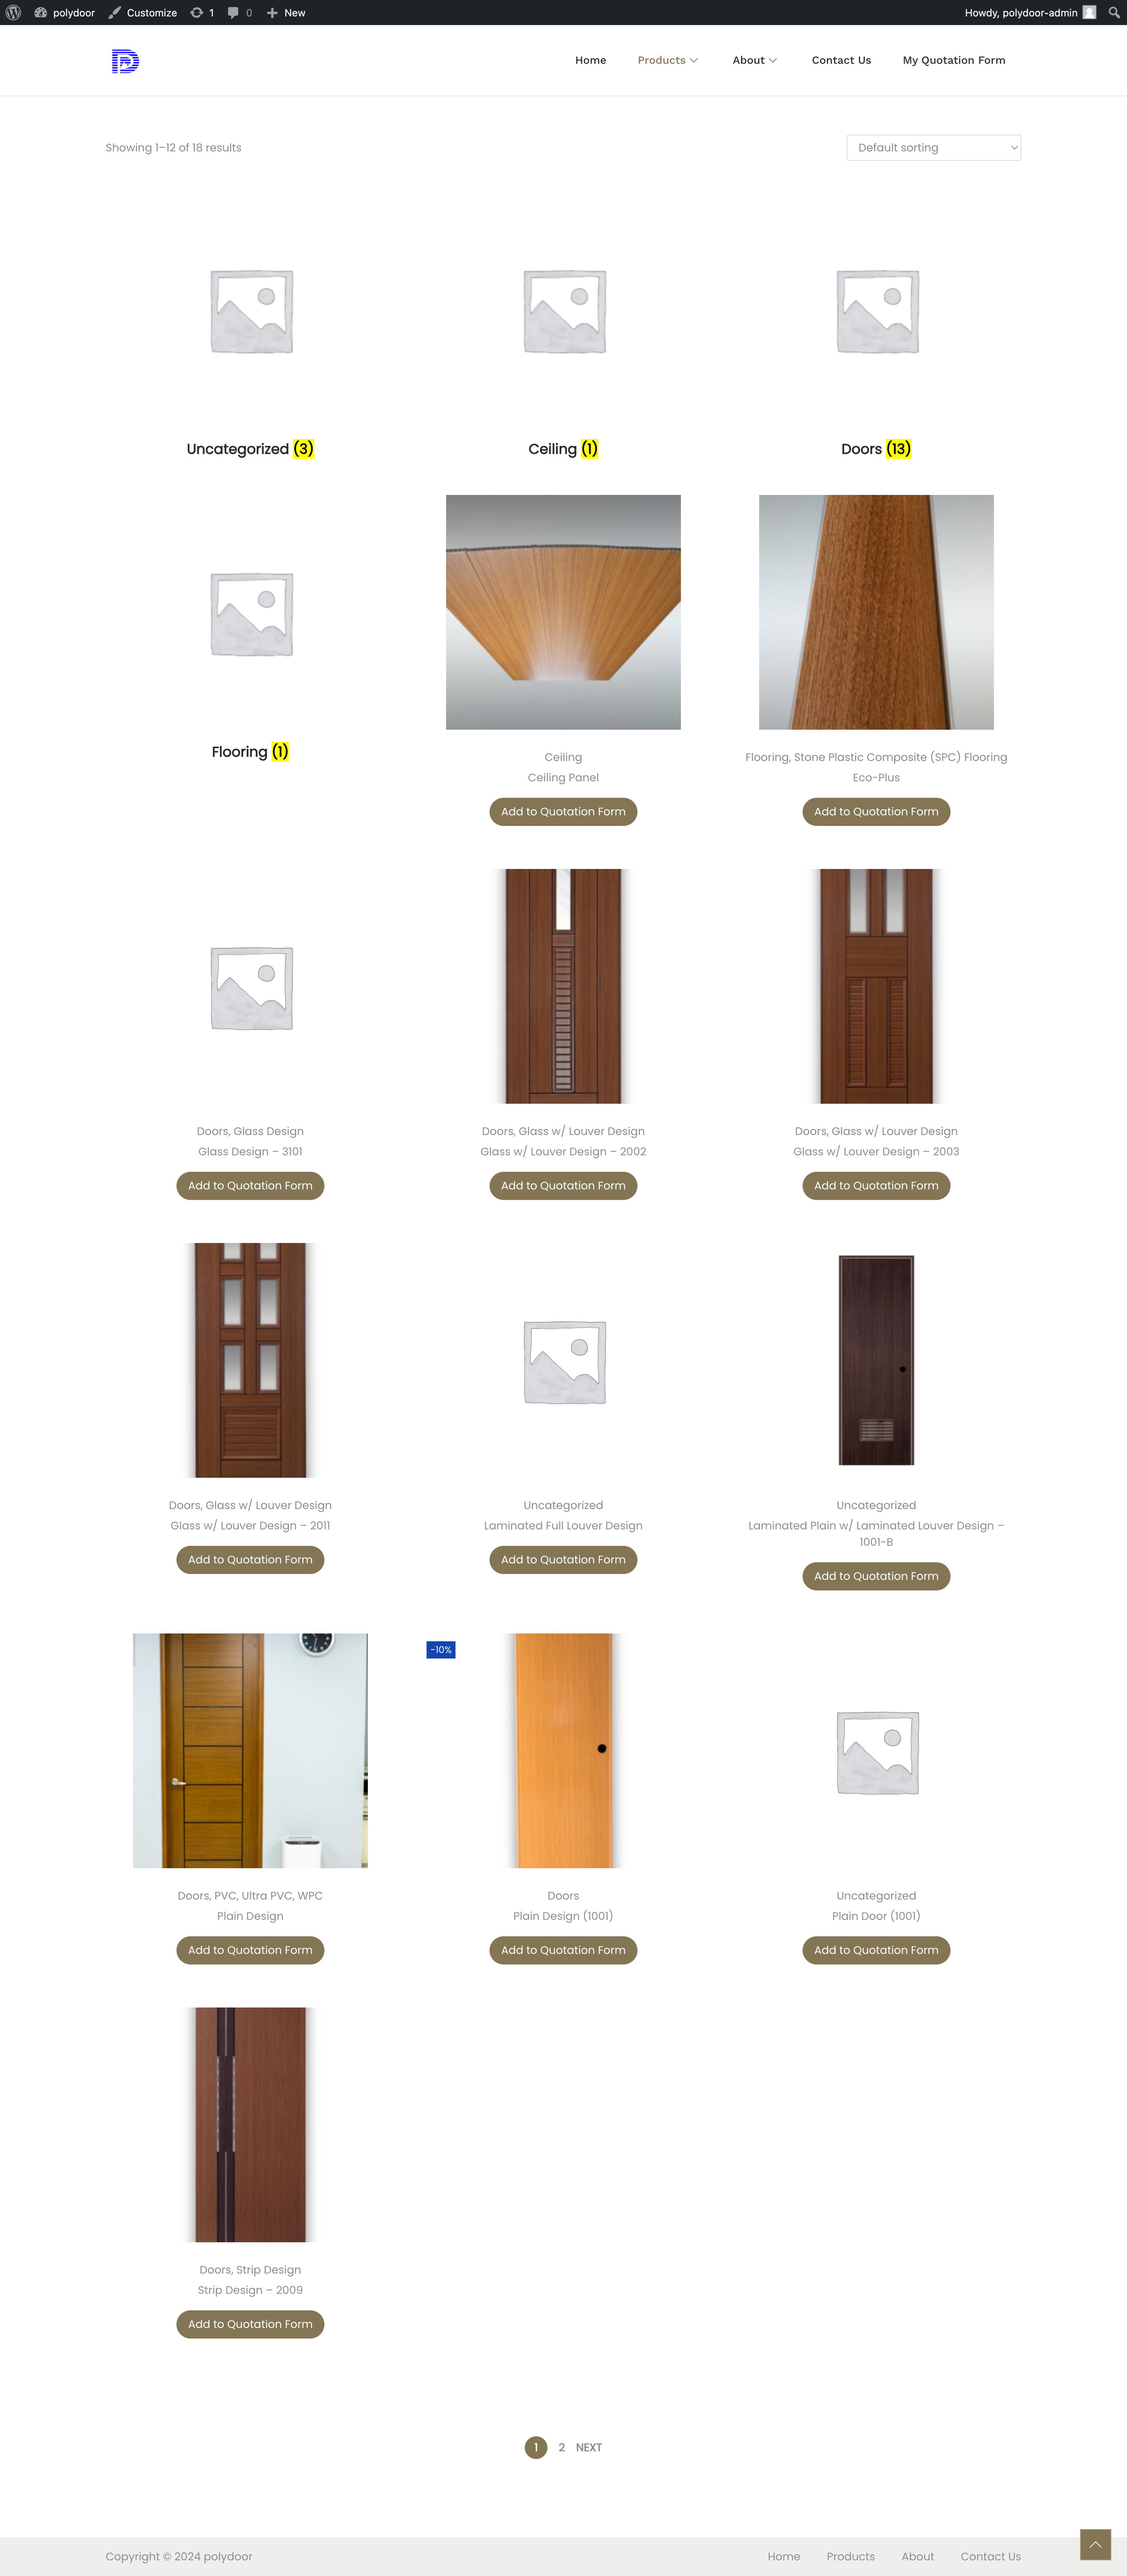 polydoor Customize 1 0 New Howdy, polydoor-admin
Home Products About Contact Us My Quotation Form
Showing 1–12 of 18 results Default sorting
Uncategorized (3) Ceiling (1) Doors (13)
Flooring (1)
Ceiling
Ceiling Panel
Add to Quotation Form
Flooring, Stone Plastic Composite (SPC) Flooring
Eco-Plus
Add to Quotation Form
Doors, Glass Design
Glass Design – 3101
Add to Quotation Form
Doors, Glass w/ Louver Design
Glass w/ Louver Design – 2002
Add to Quotation Form
Doors, Glass w/ Louver Design
Glass w/ Louver Design – 2003
Add to Quotation Form
Doors, Glass w/ Louver Design
Glass w/ Louver Design – 2011
Add to Quotation Form
Uncategorized
Laminated Full Louver Design
Add to Quotation Form
Uncategorized
Laminated Plain w/ Laminated Louver Design –
1001-B
Add to Quotation Form
Doors, PVC, Ultra PVC, WPC
Plain Design
Add to Quotation Form
-10%
Doors
Plain Design (1001)
Add to Quotation Form
Uncategorized
Plain Door (1001)
Add to Quotation Form
Doors, Strip Design
Strip Design – 2009
Add to Quotation Form
1 2 NEXT
Copyright © 2024 polydoor Home Products About Contact Us